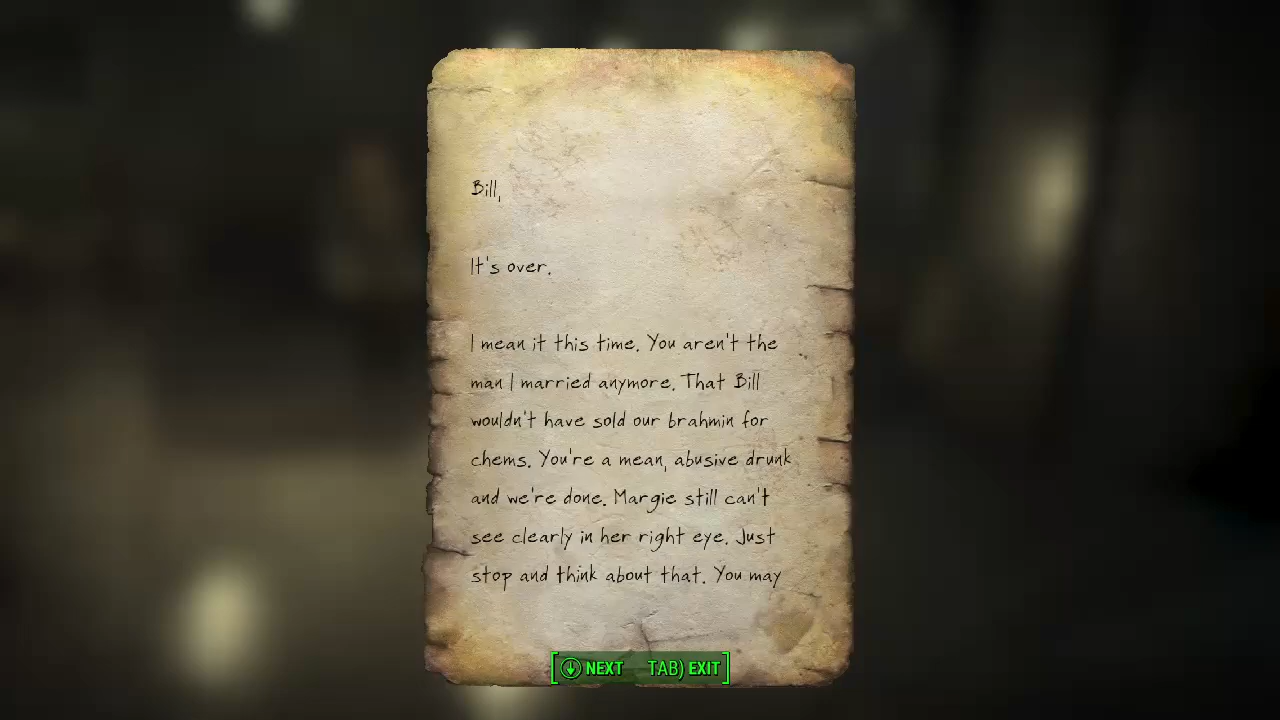 Bill,
It's over.
I mean it this time. You aren't the
man I married anymore. That Bill
wouldn't have sold our brahmin for
chems. You're a mean, abusive drunk
and we're done. Margie still can't
see clearly in her right eye. Just
stop and think about that. You may
NEXT TAB) EXIT